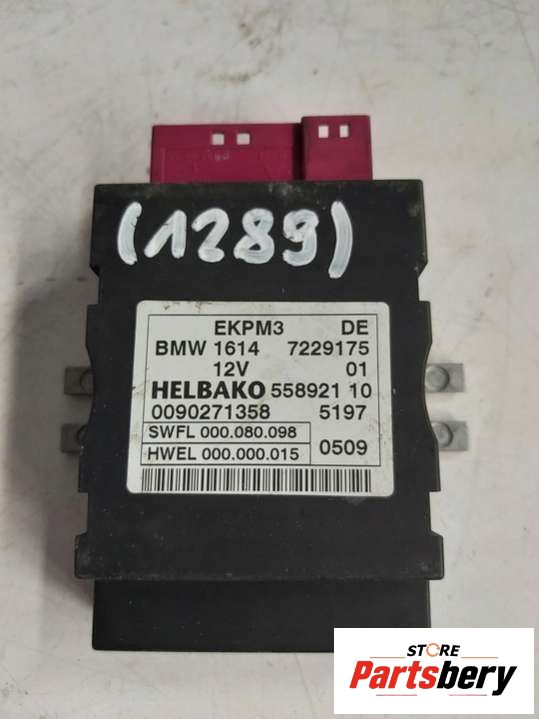 (1289)
EKPM3 DE
BMW 1614 7229175
12V 01
HELBAKO 558921 10
0090271358 5197
SWFL 000.080.098
HWEL 000.000.015 0509
STORE
Partsbery